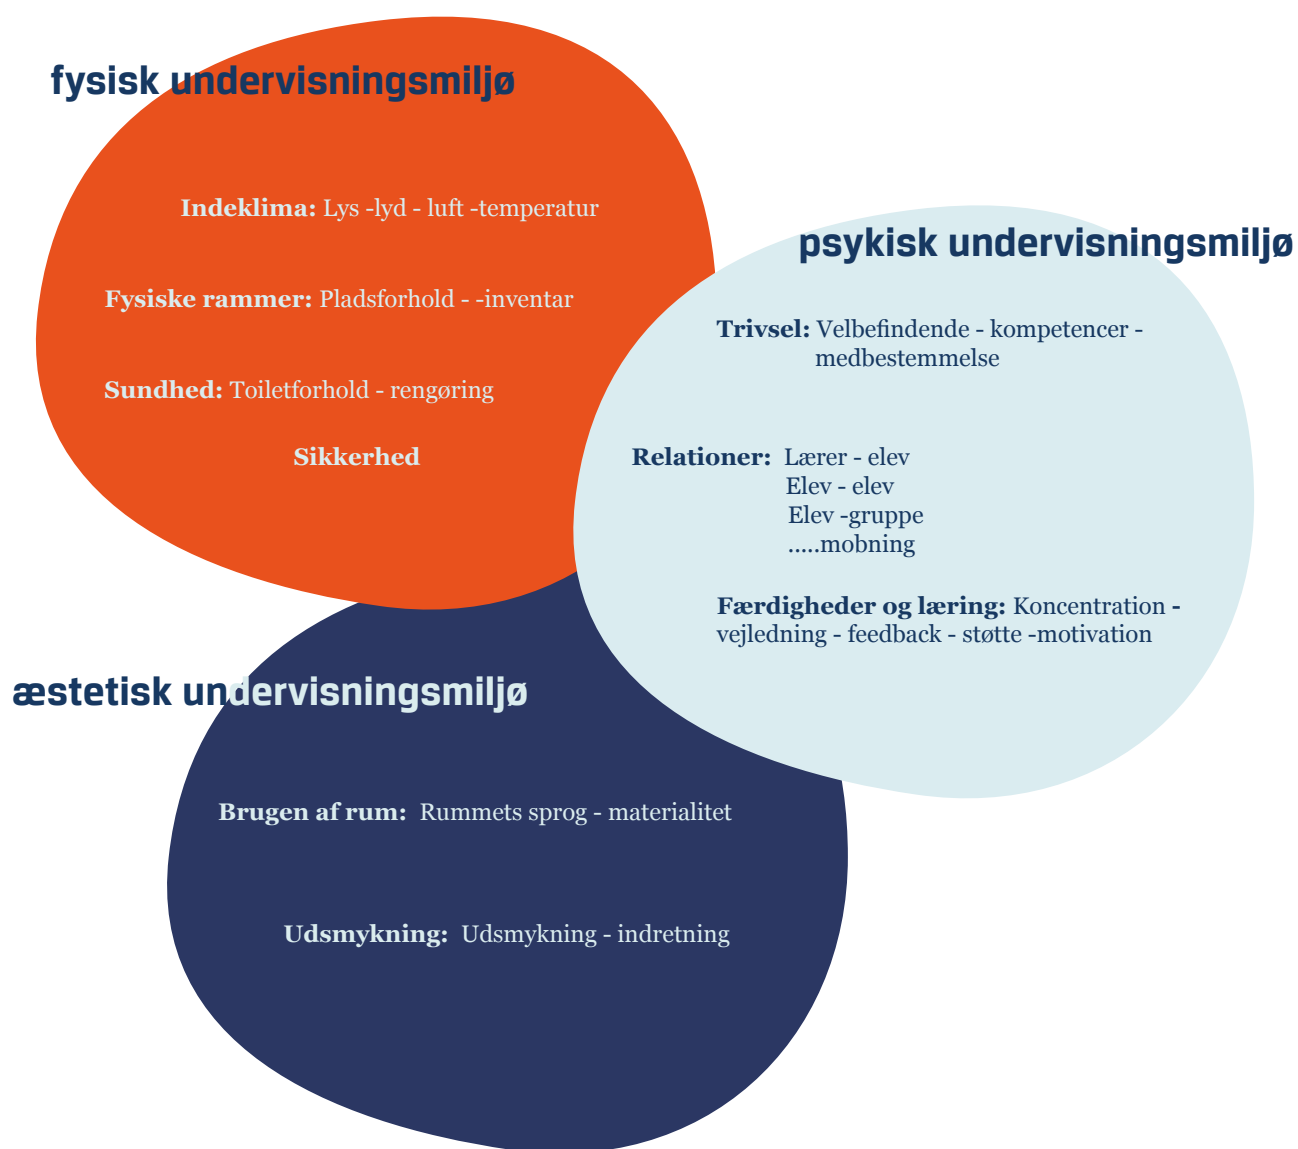 fysisk undervisningsmiljø
Indeklima: Lys -lyd - luft -temperatur
Fysiske rammer: Pladsforhold - -inventar
Sundhed: Toiletforhold - rengøring
Sikkerhed
psykisk undervisningsmiljø
Trivsel: Velbefindende - kompetencer -
medbestemmelse
Relationer: Lærer - elev
Elev - elev
Elev -gruppe
.....mobning
Færdigheder og læring: Koncentration -
vejledning - feedback - støtte -motivation
æstetisk undervisningsmiljø
Brugen af rum: Rummets sprog - materialitet
Udsmykning: Udsmykning - indretning